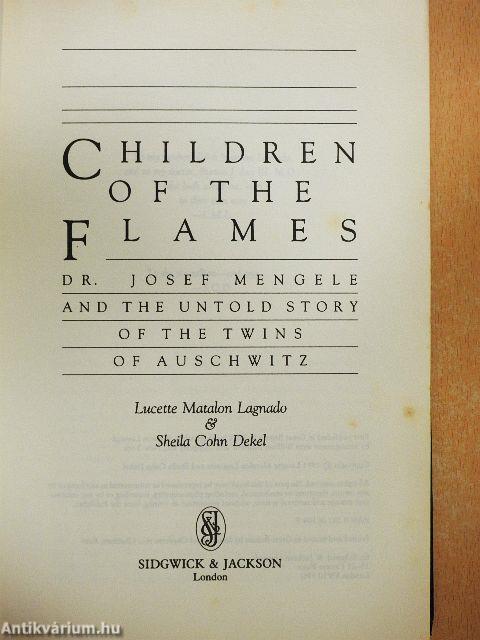 CHILDREN
OF THE
FLAMES
DR. JOSEF MENGELE
AND THE UNTOLD STORY
OF THE TWINS
OF AUSCHWITZ
Lucette Matalon Lagnado
&
Sheila Cohn Dekel
SJ
SIDGWICK & JACKSON
London
Antikvárium.hu